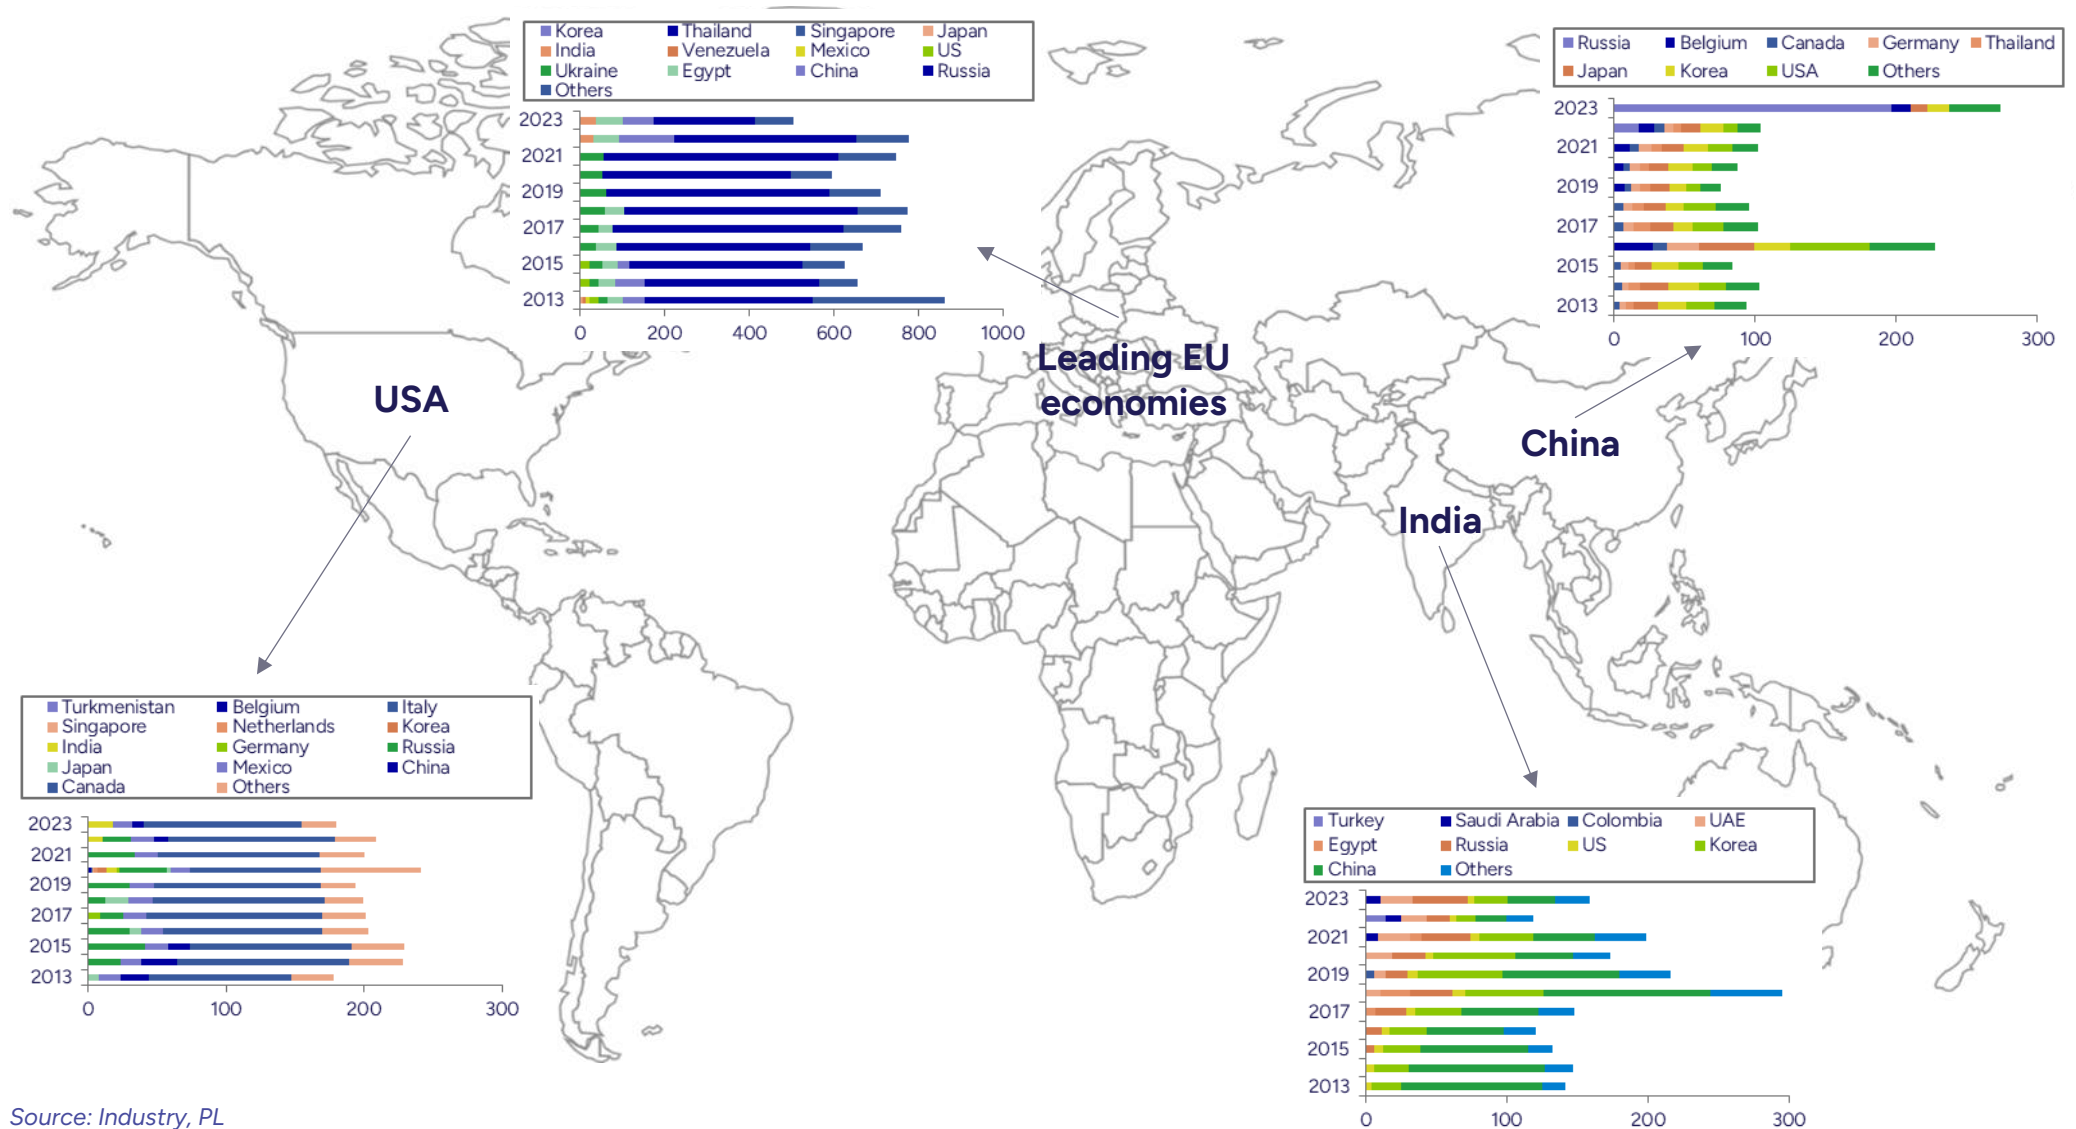 Korea Thailand Singapore Japan
India Venezuela Mexico US
Ukraine Egypt China Russia
Others
2023
2021
2019
2017
2015
2013
0 200 400 600 800 1000
Russia Belgium Canada Germany Thailand
Japan Korea USA Others
2023
2021
2019
2017
2015
2013
0 100 200 300
Leading EU
economies
USA
China
India
Turkmenistan Belgium Italy
Singapore Netherlands Korea
India Germany Russia
Japan Mexico China
Canada Others
2023
2021
2019
2017
2015
2013
0 100 200 300
Turkey Saudi Arabia Colombia UAE
Egypt Russia US Korea
China Others
2023
2021
2019
2017
2015
2013
0 100 200 300
Source: Industry, PL